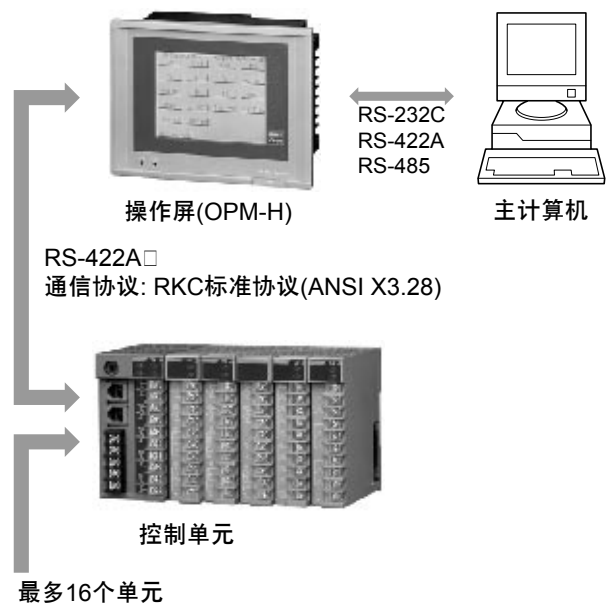 RS-232C
RS-422A
RS-485
操作屏(OPM-H)
主计算机
RS-422A□
通信协议: RKC标准协议(ANSI X3.28)
控制单元
最多16个单元